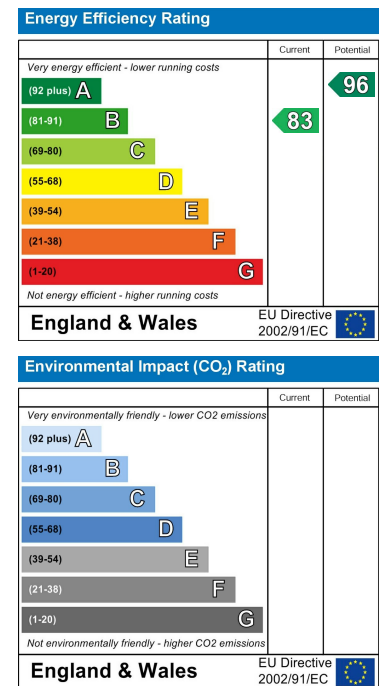 Energy Efficiency Rating
Current Potential
Very energy efficient - lower running costs
(92 plus) A
96
(81-91) B
83
(69-80) C
(55-68) D
(39-54) E
(21-38) F
(1-20) G
Not energy efficient - higher running costs
England & Wales
EU Directive
2002/91/EC
Environmental Impact (CO₂) Rating
Current Potential
Very environmentally friendly - lower CO2 emissions
(92 plus) A
(81-91) B
(69-80) C
(55-68) D
(39-54) E
(21-38) F
(1-20) G
Not environmentally friendly - higher CO2 emissions
England & Wales
EU Directive
2002/91/EC